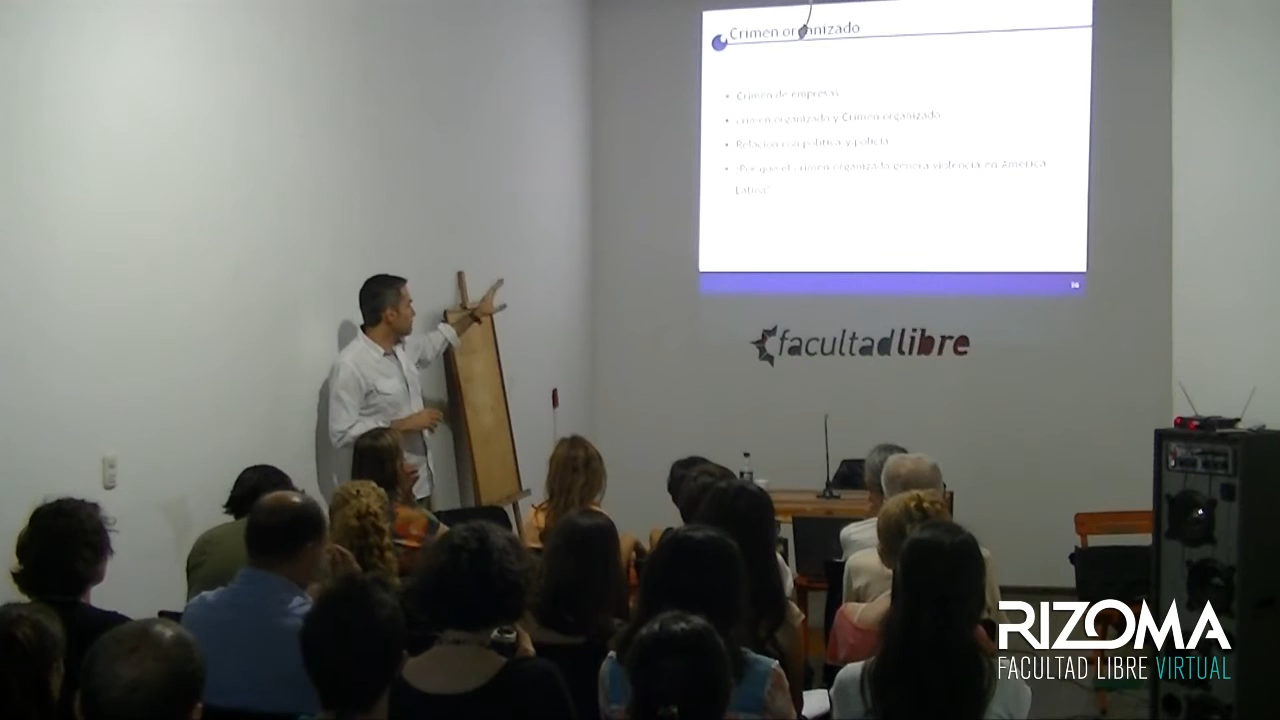 Crimen organizado
• Crimen de empresas
• crimen organizado y Crimen organizado
• Relación con política y policía
• ¿Por qué el crimen organizado genera violencia en América
Latina?
16
facultadlibre
RIZOMA
FACULTAD LIBRE VIRTUAL